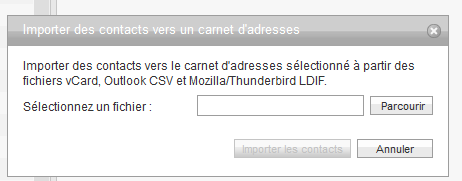 Importer des contacts vers un carnet d'adresses
Importer des contacts vers le carnet d'adresses sélectionné à partir des
fichiers vCard, Outlook CSV et Mozilla/Thunderbird LDIF.
Sélectionnez un fichier : Parcourir
Importer les contacts Annuler